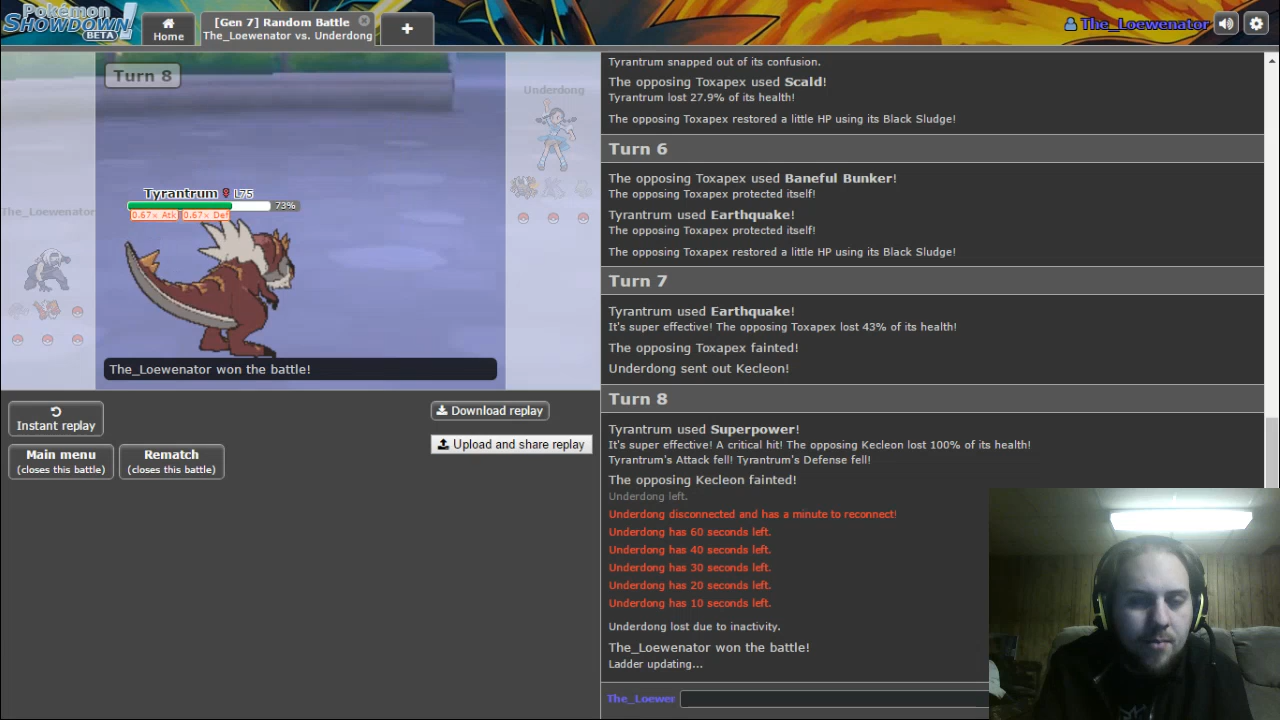 Pokémon
SHOWDOWN!
BETA
Home
[Gen 7] Random Battle
The_Loewenator vs. Underdong
+
The_Loewenator
Turn 8
Underdong
Tyrantrum L75
73%
0.67× Atk 0.67× Def
The_Loewenator
The_Loewenator won the battle!
Instant replay
Main menu
(closes this battle)
Rematch
(closes this battle)
Download replay
Upload and share replay
Tyrantrum snapped out of its confusion.
The opposing Toxapex used Scald!
Tyrantrum lost 27.9% of its health!
The opposing Toxapex restored a little HP using its Black Sludge!
Turn 6
The opposing Toxapex used Baneful Bunker!
The opposing Toxapex protected itself!
Tyrantrum used Earthquake!
The opposing Toxapex protected itself!
The opposing Toxapex restored a little HP using its Black Sludge!
Turn 7
Tyrantrum used Earthquake!
It's super effective! The opposing Toxapex lost 43% of its health!
The opposing Toxapex fainted!
Underdong sent out Kecleon!
Turn 8
Tyrantrum used Superpower!
It's super effective! A critical hit! The opposing Kecleon lost 100% of its health!
Tyrantrum's Attack fell! Tyrantrum's Defense fell!
The opposing Kecleon fainted!
Underdong left.
Underdong disconnected and has a minute to reconnect!
Underdong has 60 seconds left.
Underdong has 40 seconds left.
Underdong has 30 seconds left.
Underdong has 20 seconds left.
Underdong has 10 seconds left.
Underdong lost due to inactivity.
The_Loewenator won the battle!
Ladder updating...
The_Loewer